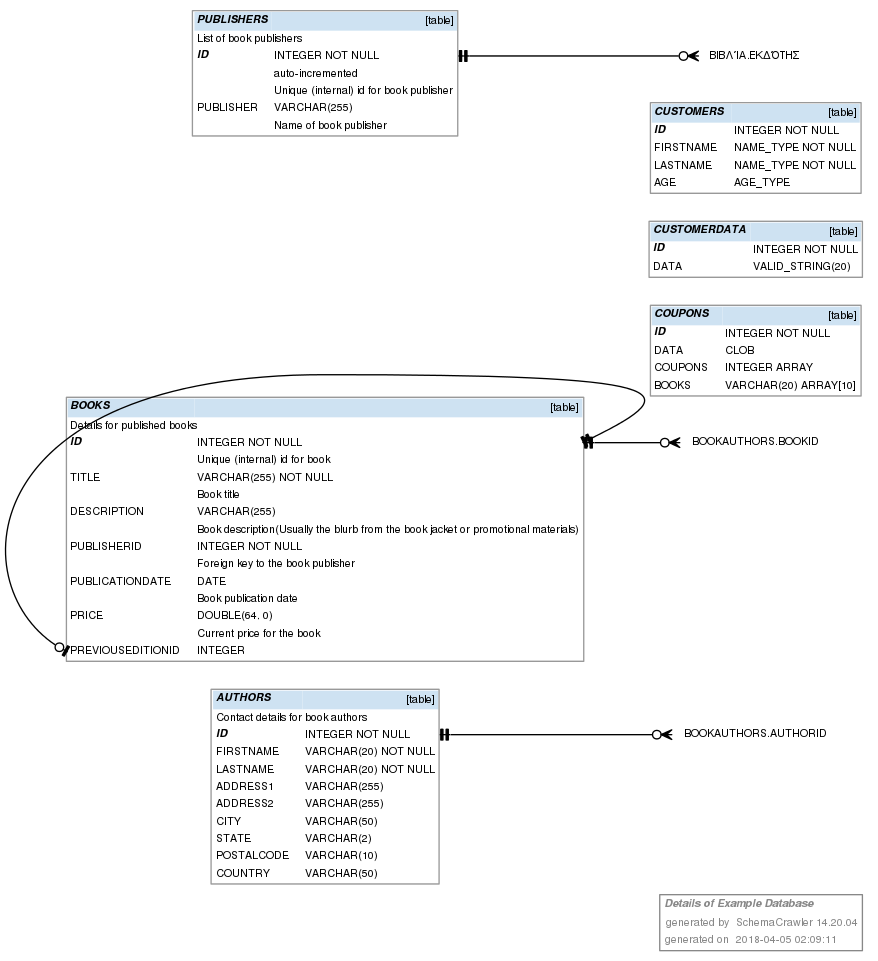 PUBLISHERS [table]
List of book publishers
ID INTEGER NOT NULL
auto-incremented
Unique (internal) id for book publisher
PUBLISHER VARCHAR(255)
Name of book publisher
ΒΙΒΛΊΑ.ΕΚΔΌΤΗΣ
CUSTOMERS [table]
ID INTEGER NOT NULL
FIRSTNAME NAME_TYPE NOT NULL
LASTNAME NAME_TYPE NOT NULL
AGE AGE_TYPE
CUSTOMERDATA [table]
ID INTEGER NOT NULL
DATA VALID_STRING(20)
COUPONS [table]
ID INTEGER NOT NULL
DATA CLOB
COUPONS INTEGER ARRAY
BOOKS VARCHAR(20) ARRAY[10]
BOOKS [table]
Details for published books
ID INTEGER NOT NULL
Unique (internal) id for book
TITLE VARCHAR(255) NOT NULL
Book title
DESCRIPTION VARCHAR(255)
Book description(Usually the blurb from the book jacket or promotional materials)
PUBLISHERID INTEGER NOT NULL
Foreign key to the book publisher
PUBLICATIONDATE DATE
Book publication date
PRICE DOUBLE(64, 0)
Current price for the book
PREVIOUSEDITIONID INTEGER
BOOKAUTHORS.BOOKID
AUTHORS [table]
Contact details for book authors
ID INTEGER NOT NULL
FIRSTNAME VARCHAR(20) NOT NULL
LASTNAME VARCHAR(20) NOT NULL
ADDRESS1 VARCHAR(255)
ADDRESS2 VARCHAR(255)
CITY VARCHAR(50)
STATE VARCHAR(2)
POSTALCODE VARCHAR(10)
COUNTRY VARCHAR(50)
BOOKAUTHORS.AUTHORID
Details of Example Database
generated by SchemaCrawler 14.20.04
generated on 2018-04-05 02:09:11